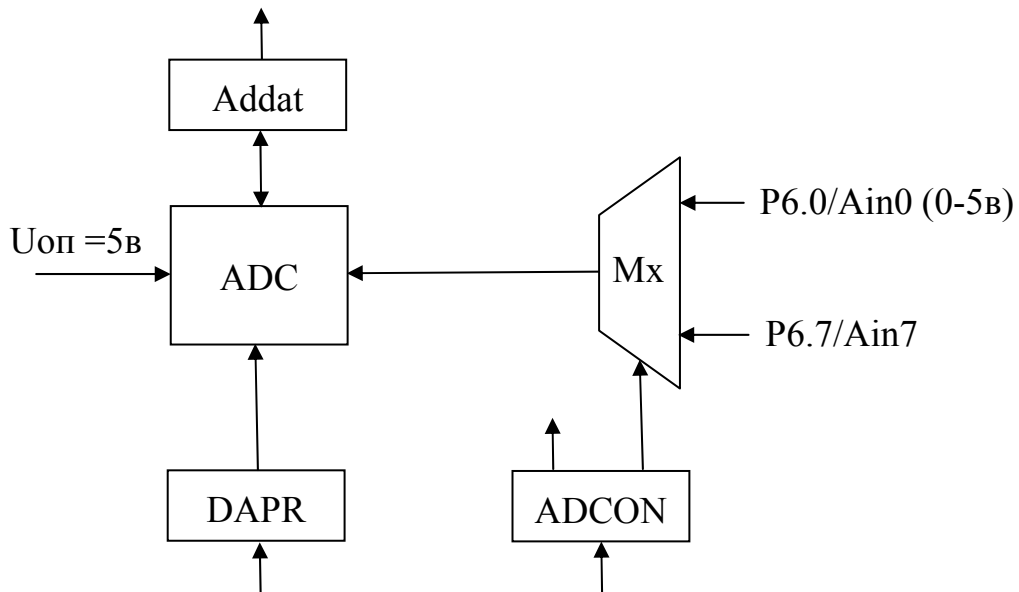 Addat
P6.0/Ain0 (0-5в)
Uоп =5в
ADC
Mx
P6.7/Ain7
DAPR
ADCON